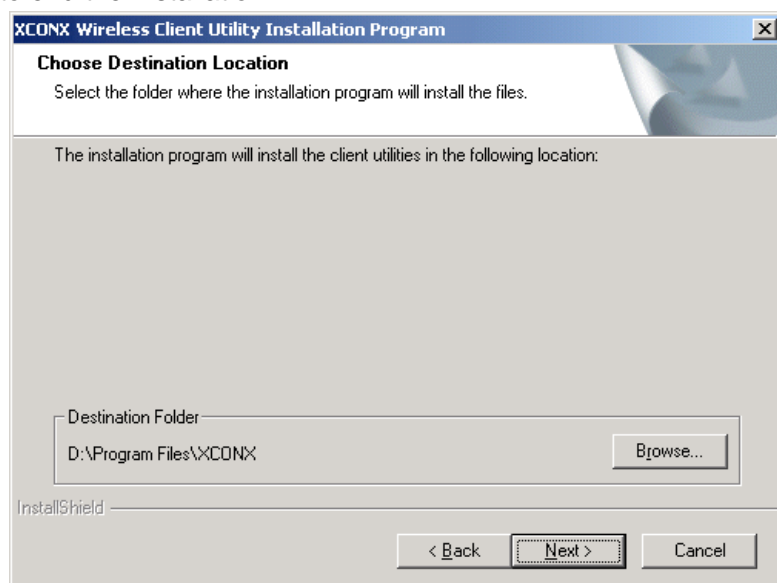 XCONX Wireless Client Utility Installation Program
Choose Destination Location
Select the folder where the installation program will install the files.
The installation program will install the client utilities in the following location:
Destination Folder
D:\Program Files\XCONX
Browse...
InstallShield
< Back Next > Cancel